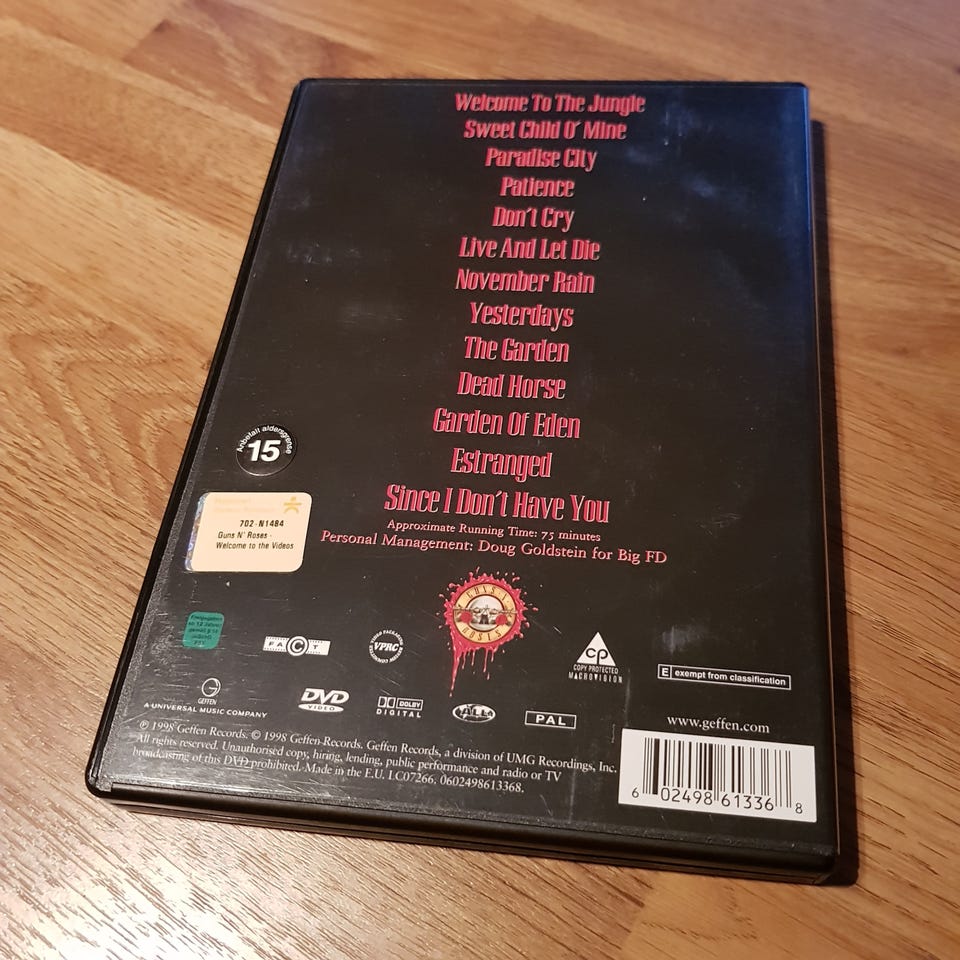 Welcome To The Jungle
Sweet Child O' Mine
Paradise City
Patience
Don't Cry
Live And Let Die
November Rain
Yesterdays
The Garden
Dead Horse
Garden Of Eden
Estranged
Since I Don't Have You
Approximate Running Time: 75 minutes
Personal Management: Doug Goldstein for Big FD
Anbefalt aldersgrense
15
702-N1484
Guns N' Roses -
Welcome to the Videos
GUNS N'
ROSES
FACT
VPRC
CP
COPY PROTECTED
MACROVISION
E exempt from classification
GEFFEN
A UNIVERSAL MUSIC COMPANY
DVD
VIDEO
DOLBY
DIGITAL
PAL
www.geffen.com
℗ 1998 Geffen Records. © 1998 Geffen Records. Geffen Records, a division of UMG Recordings, Inc.
All rights reserved. Unauthorised copy, hiring, lending, public performance and radio or TV
broadcasting of this DVD prohibited. Made in the E.U. LC07266. 0602498613368.
6 02498 61336 8